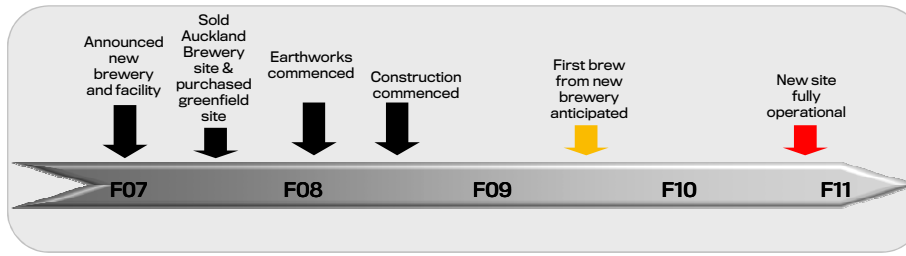 Announced
new
brewery
and facility
Sold
Auckland
Brewery
site &
purchased
greenfield
site
Earthworks
commenced
Construction
commenced
First brew
from new
brewery
anticipated
New site
fully
operational
F07
F08
F09
F10
F11